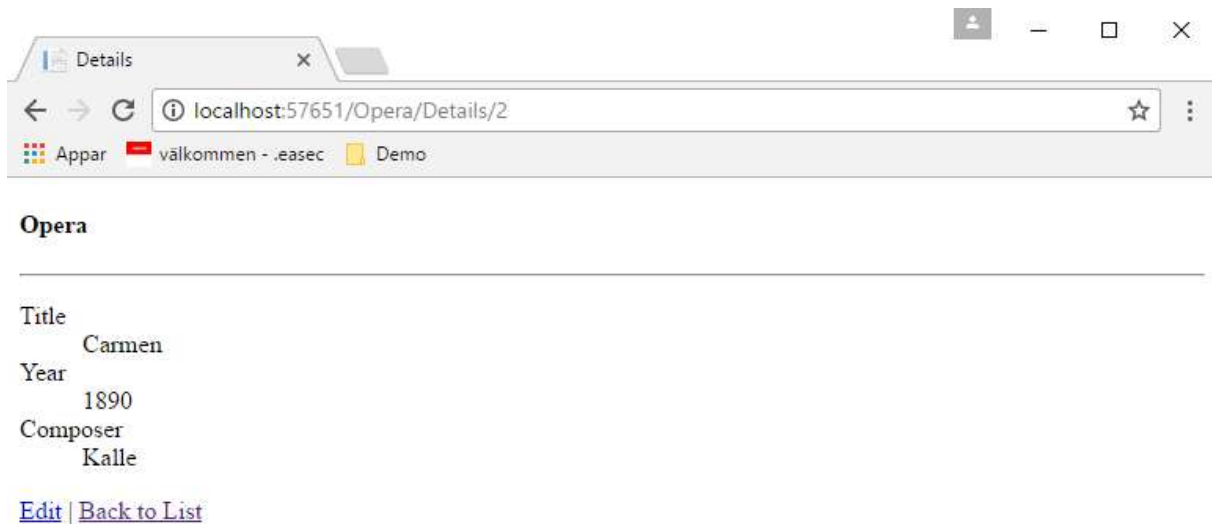 Details
localhost:57651/Opera/Details/2
Appar välkommen - .easec Demo
Opera
Title
Carmen
Year
1890
Composer
Kalle
Edit | Back to List